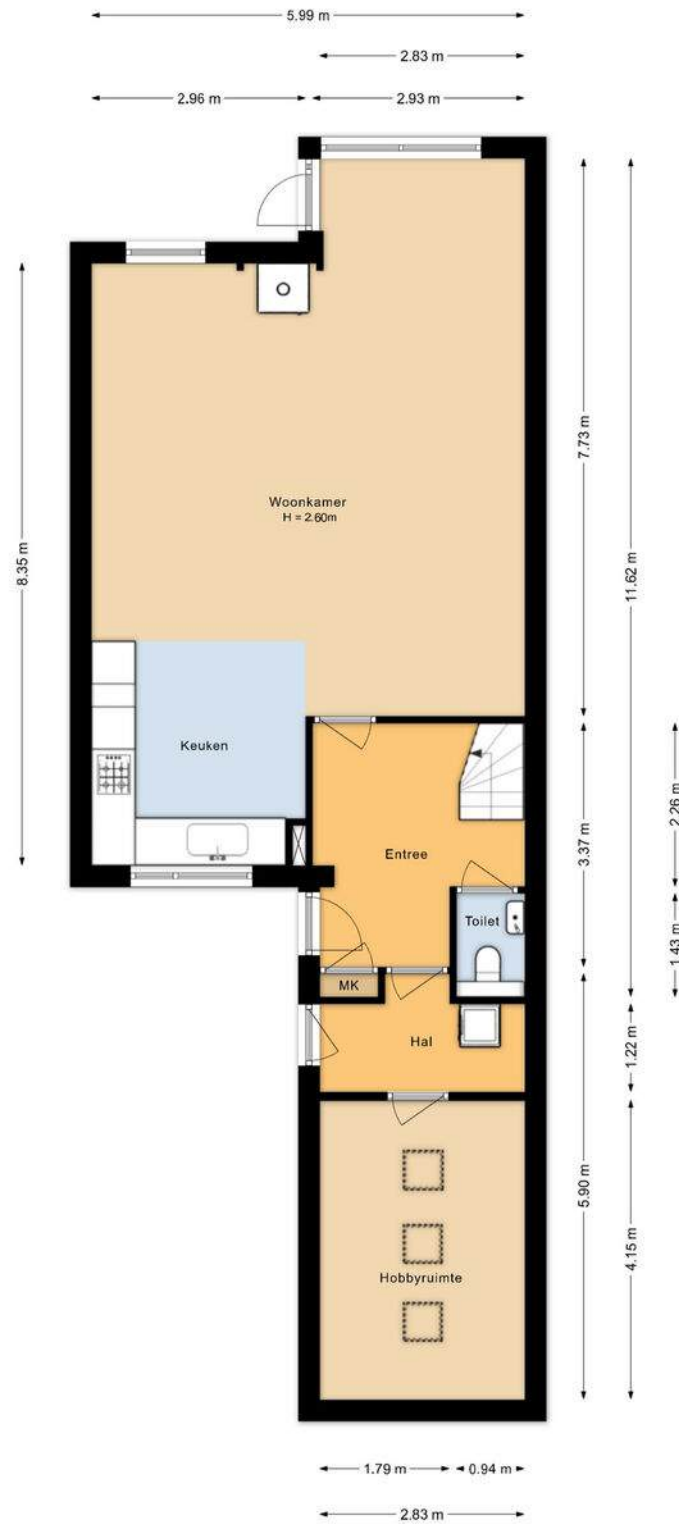 5.99 m
2.83 m
2.96 m
2.93 m
8.35 m
7.73 m
11.62 m
Woonkamer
H = 2.60m
Keuken
Entree
3.37 m
2.26 m
Toilet
1.43 m
MK
Hal
1.22 m
5.90 m
4.15 m
Hobbyruimte
1.79 m
0.94 m
2.83 m